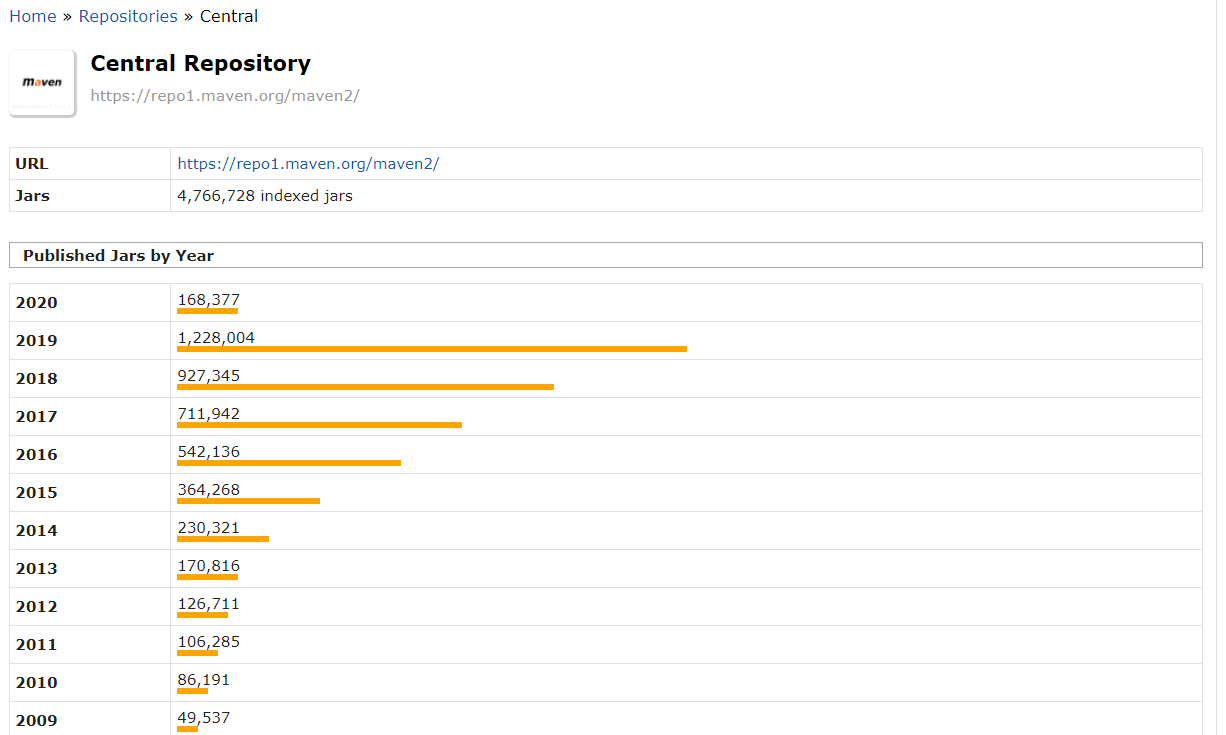 Home » Repositories » Central
maven
Central Repository
https://repo1.maven.org/maven2/
URL https://repo1.maven.org/maven2/
Jars 4,766,728 indexed jars
Published Jars by Year
2020 168,377
2019 1,228,004
2018 927,345
2017 711,942
2016 542,136
2015 364,268
2014 230,321
2013 170,816
2012 126,711
2011 106,285
2010 86,191
2009 49,537